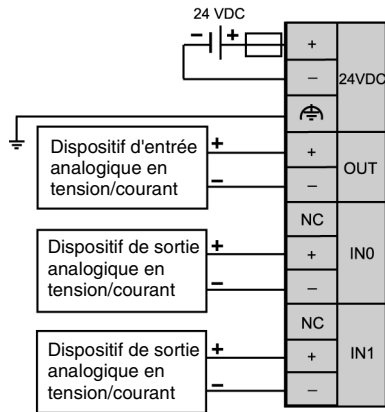 24 VDC
– +
+
–
24VDC
Dispositif d'entrée
analogique en
tension/courant
+
–
+
–
OUT
NC
Dispositif de sortie
analogique en
tension/courant
+
–
+
–
IN0
NC
Dispositif de sortie
analogique en
tension/courant
+
–
+
–
IN1